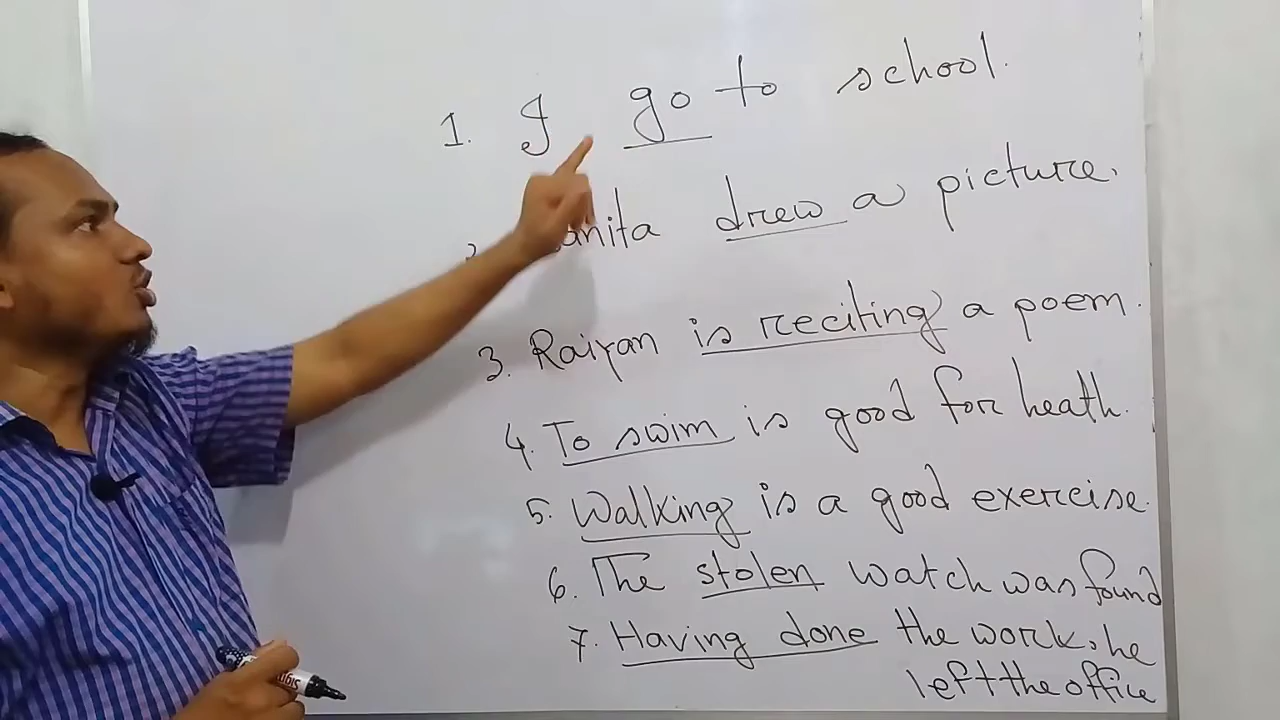 1. I go to school.
drew a picture.
3. Raiyan is reciting a poem.
4. To swim is good for heath.
5. Walking is a good exercise.
6. The stolen watch was found
7. Having done the work, he
left the office